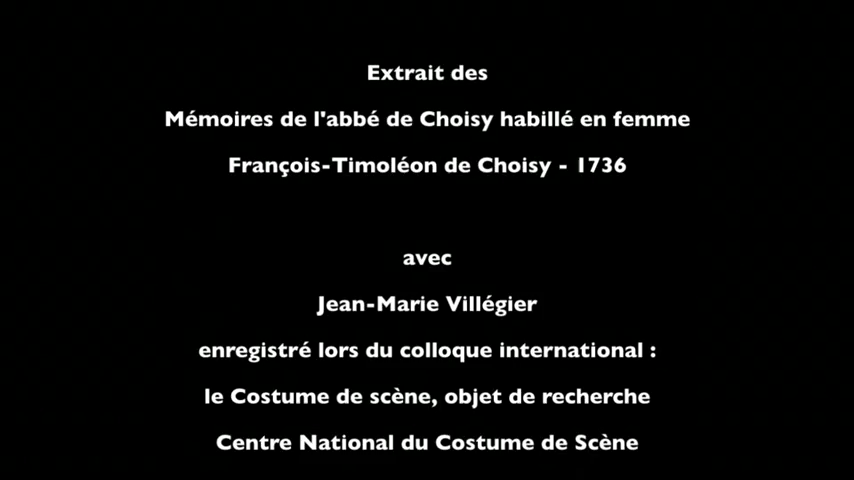 Extrait des
Mémoires de l'abbé de Choisy habillé en femme
François-Timoléon de Choisy - 1736
avec
Jean-Marie Villégier
enregistré lors du colloque international :
le Costume de scène, objet de recherche
Centre National du Costume de Scène